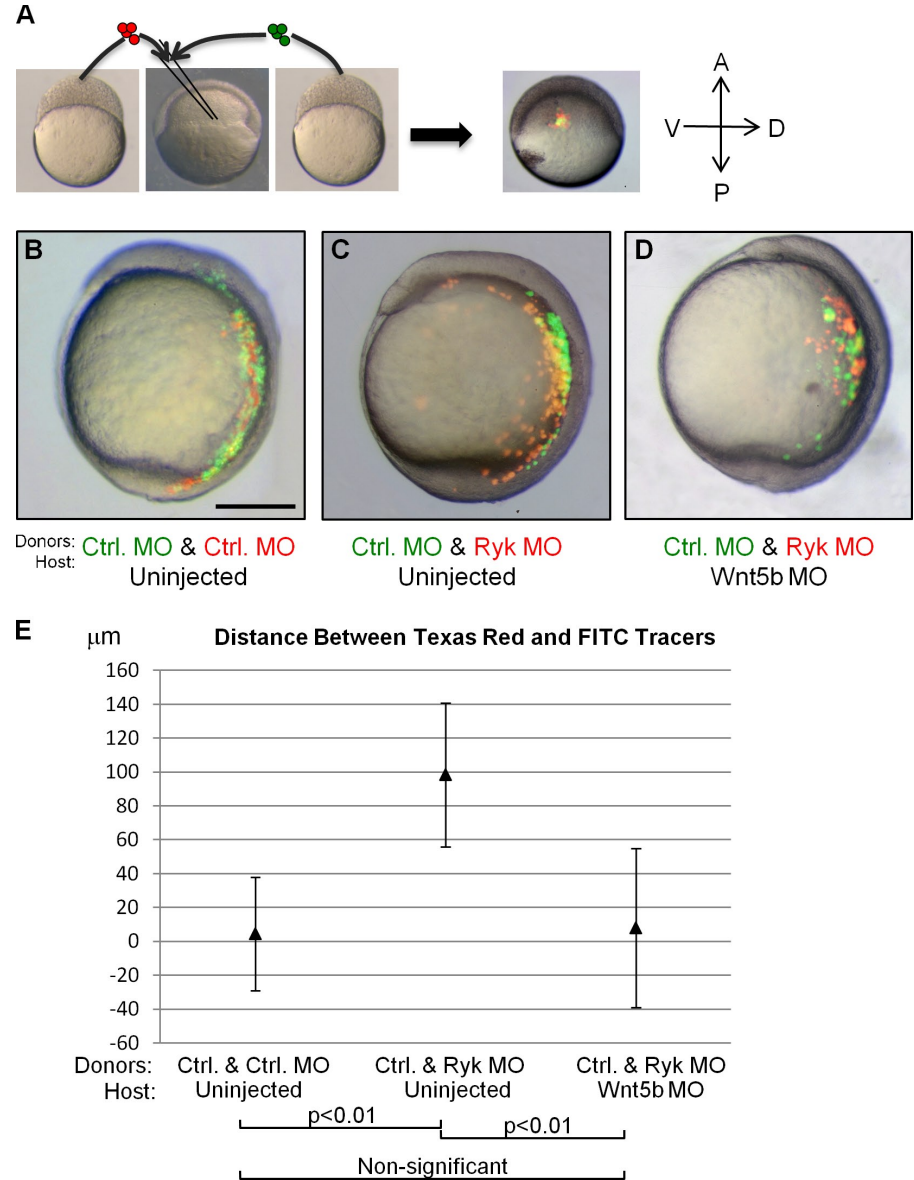 A
A
V D
P
B C D
Donors: Ctrl. MO & Ctrl. MO Ctrl. MO & Ryk MO Ctrl. MO & Ryk MO
Host: Uninjected Uninjected Wnt5b MO
E μm Distance Between Texas Red and FITC Tracers
160
140
120
100
80
60
40
20
0
-20
-40
-60
Donors: Ctrl. & Ctrl. MO Ctrl. & Ryk MO Ctrl. & Ryk MO
Host: Uninjected Uninjected Wnt5b MO
p<0.01
p<0.01
Non-significant